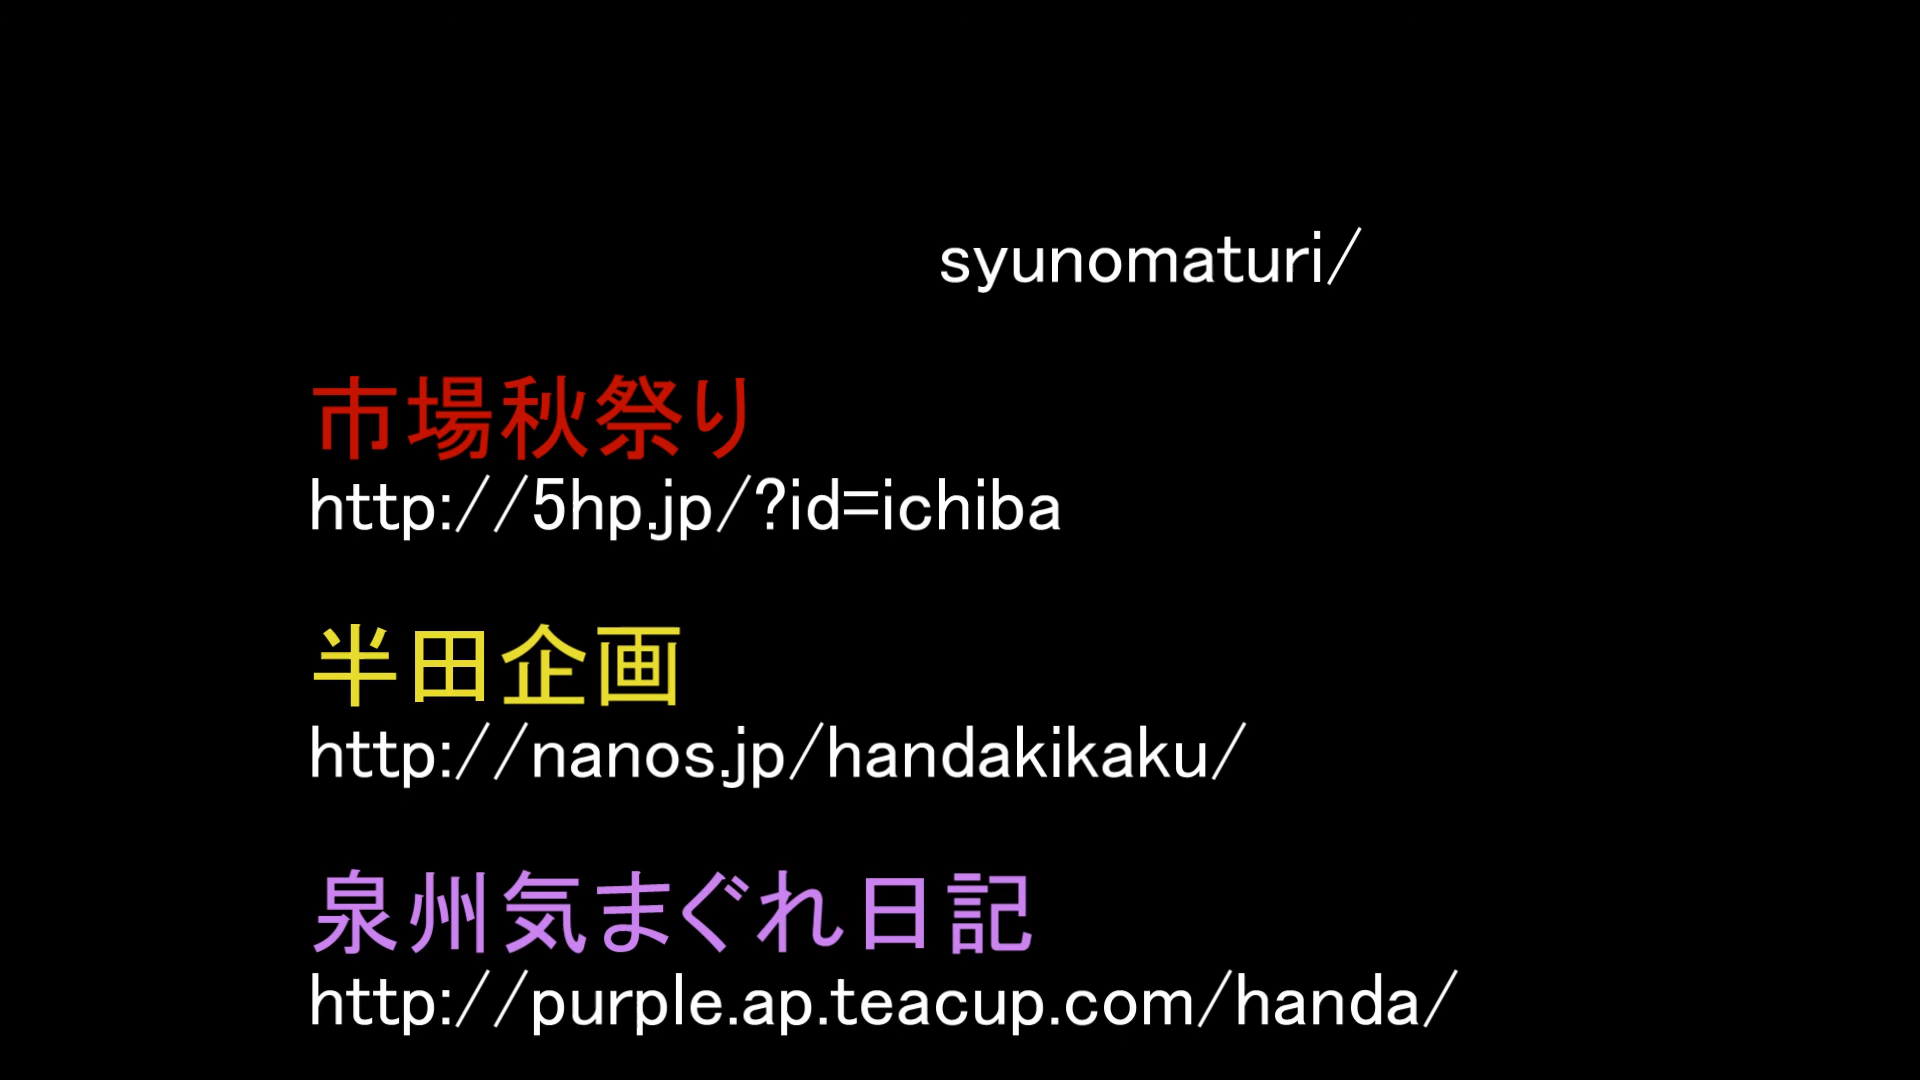 syunomaturi/
市場秋祭り
http://5hp.jp/?id=ichiba
半田企画
http://nanos.jp/handakikaku/
泉州気まぐれ日記
http://purple.ap.teacup.com/handa/